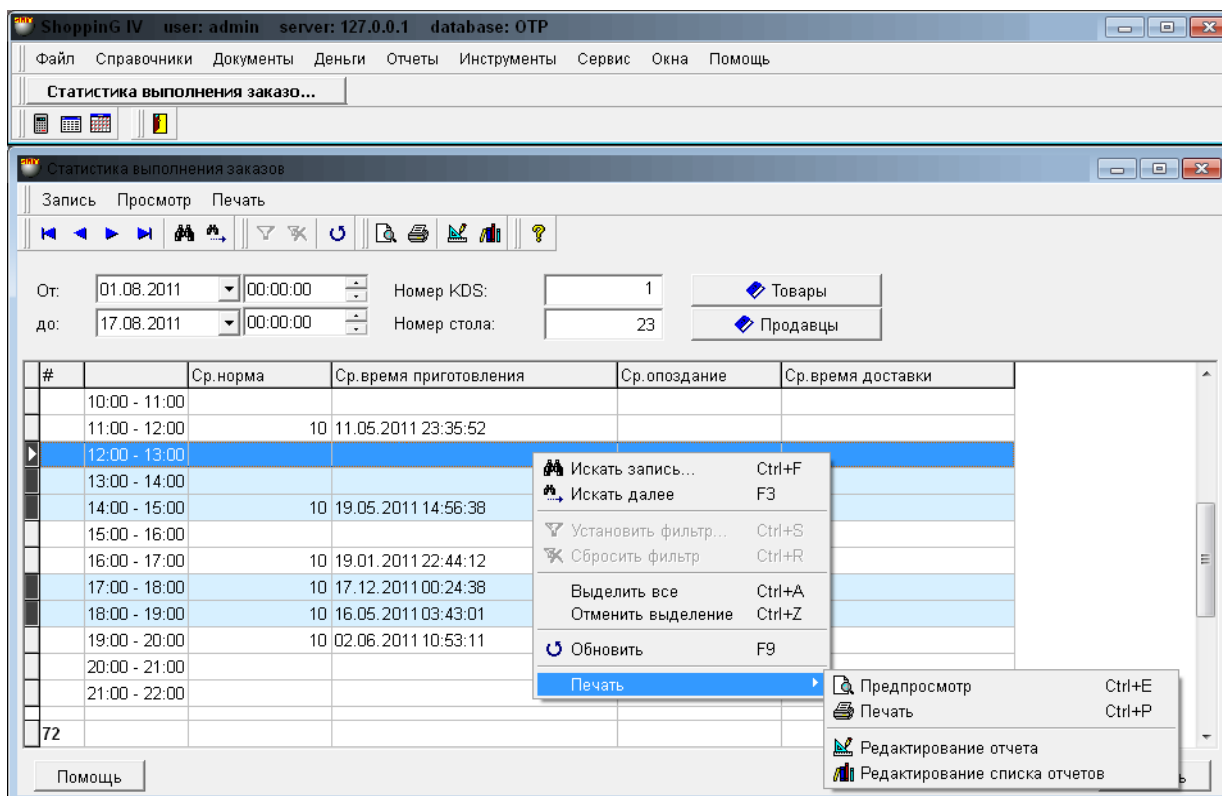 ShoppinG IV user: admin server: 127.0.0.1 database: OTP
Файл Справочники Документы Деньги Отчеты Инструменты Сервис Окна Помощь
Статистика выполнения заказо...
Статистика выполнения заказов
Запись Просмотр Печать
От: 01.08.2011 00:00:00 Номер KDS: 1 Товары
до: 17.08.2011 00:00:00 Номер стола: 23 Продавцы
# Ср.норма Ср.время приготовления Ср.опоздание Ср.время доставки
10:00 - 11:00
11:00 - 12:00 10 11.05.2011 23:35:52
12:00 - 13:00
13:00 - 14:00
14:00 - 15:00 10 19.05.2011 14:56:38
15:00 - 16:00
16:00 - 17:00 10 19.01.2011 22:44:12
17:00 - 18:00 10 17.12.2011 00:24:38
18:00 - 19:00 10 16.05.2011 03:43:01
19:00 - 20:00 10 02.06.2011 10:53:11
20:00 - 21:00
21:00 - 22:00
72
Искать запись... Ctrl+F
Искать далее F3
Установить фильтр... Ctrl+S
Сбросить фильтр Ctrl+R
Выделить все Ctrl+A
Отменить выделение Ctrl+Z
Обновить F9
Печать
Предпросмотр Ctrl+E
Печать Ctrl+P
Редактирование отчета
Редактирование списка отчетов
Помощь